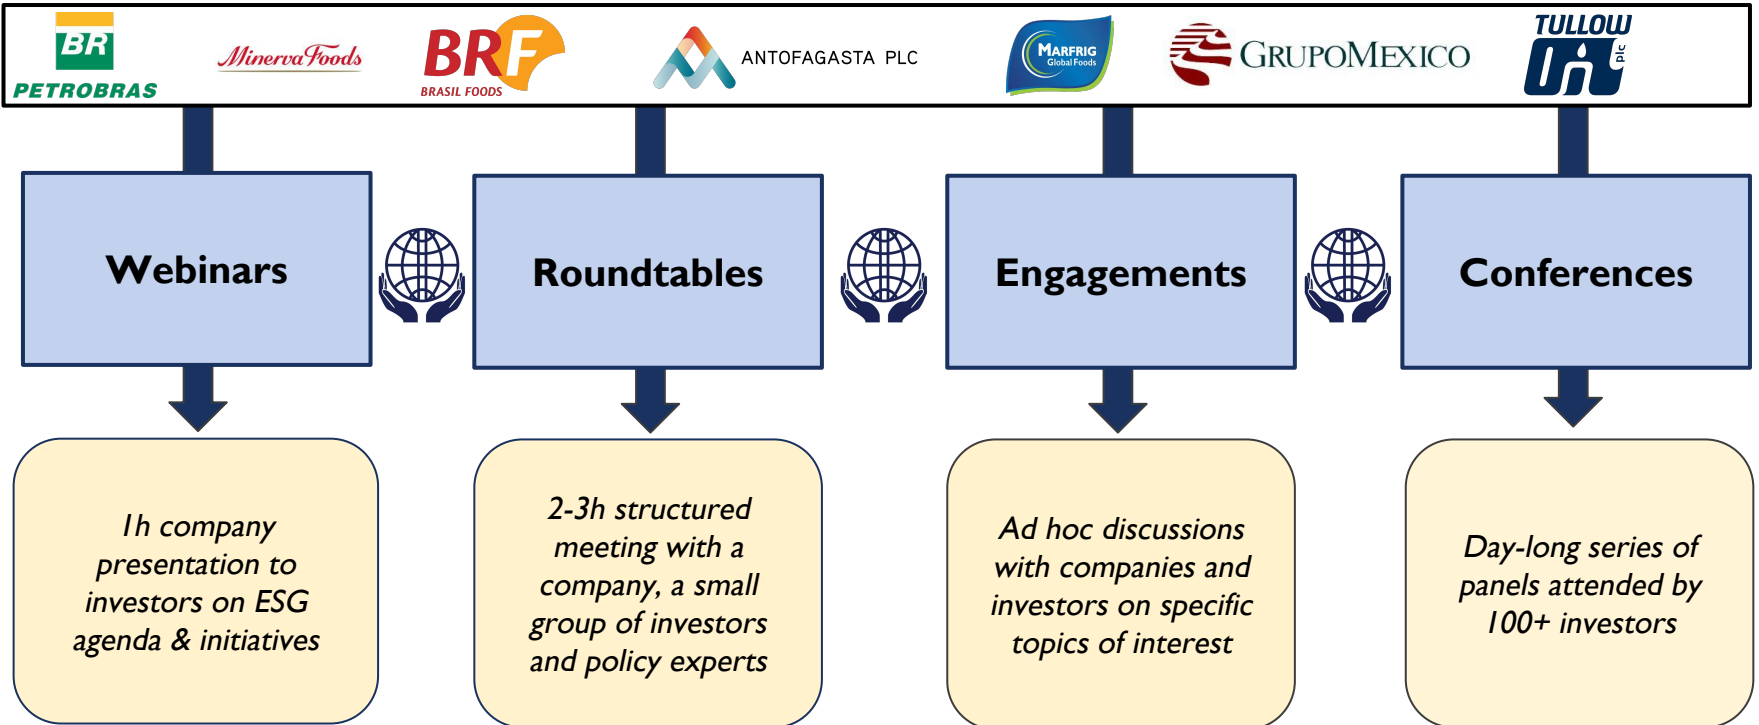 BR
PETROBRAS
Minerva Foods
BRF
BRASIL FOODS
ANTOFAGASTA PLC
MARFRIG
Global Foods
GRUPOMEXICO
TULLOW
Oil
plc
Webinars
Roundtables
Engagements
Conferences
1h company
presentation to
investors on ESG
agenda & initiatives
2-3h structured
meeting with a
company, a small
group of investors
and policy experts
Ad hoc discussions
with companies and
investors on specific
topics of interest
Day-long series of
panels attended by
100+ investors